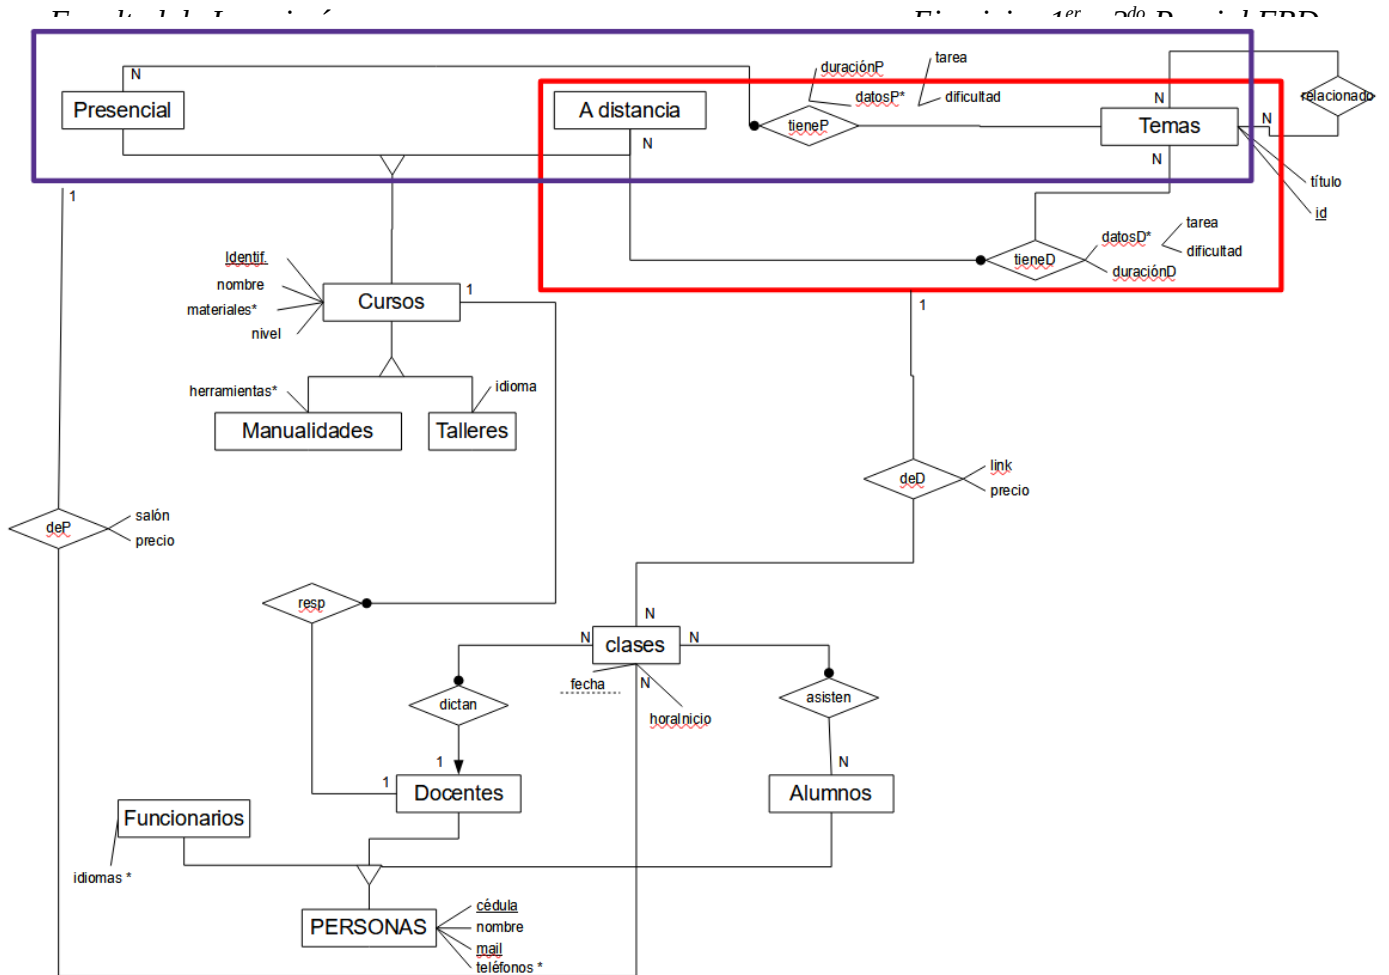 duraciónP
tarea
datosP*
dificultad
N
Presencial
A distancia
tieneP
N
Temas
relacionado
N
N
N
1
título
id
datosD*
tarea
dificultad
tieneD
duraciónD
Identif.
nombre
materiales*
nivel
Cursos
1
1
herramientas*
idioma
Manualidades
Talleres
deD
link
precio
deP
salón
precio
resp
N
N
clases
N
fecha
N
horaInicio
dictan
asisten
1
N
1
Docentes
Alumnos
Funcionarios
idiomas *
PERSONAS
cédula
nombre
mail
teléfonos *